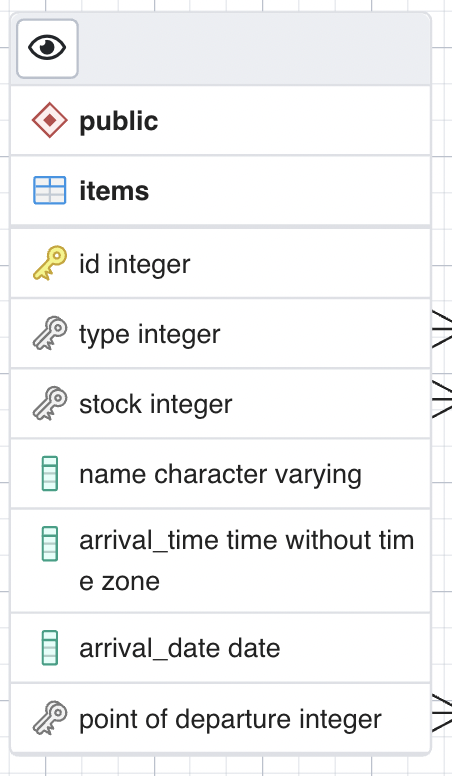 public
items
id integer
type integer
stock integer
name character varying
arrival_time time without tim
e zone
arrival_date date
point of departure integer